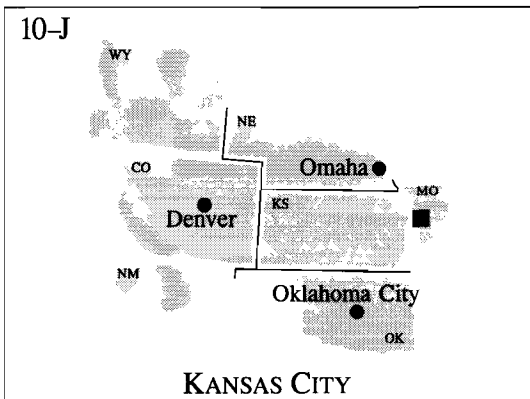 10–J
WY
NE
CO
Omaha
MO
KS
Denver
NM
Oklahoma City
OK
KANSAS CITY